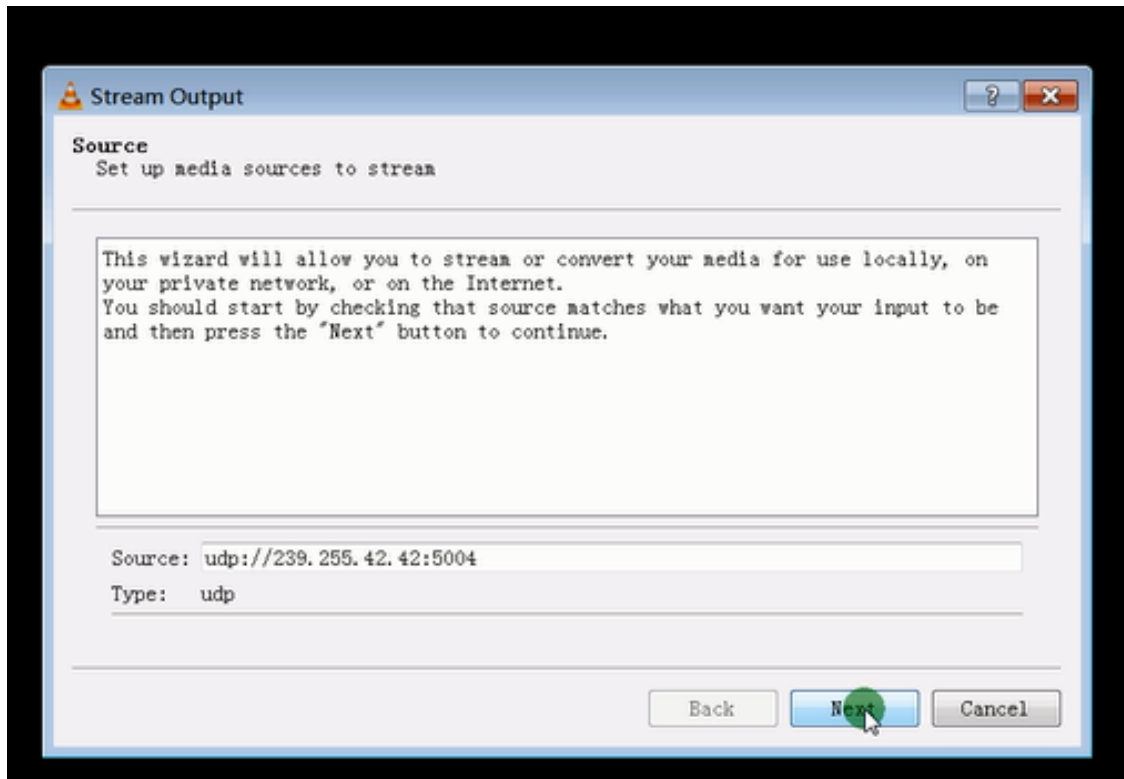 Stream Output
Source
Set up media sources to stream
This wizard will allow you to stream or convert your media for use locally, on
your private network, or on the Internet.
You should start by checking that source matches what you want your input to be
and then press the "Next" button to continue.
Source: udp://239.255.42.42:5004
Type: udp
Back Next Cancel